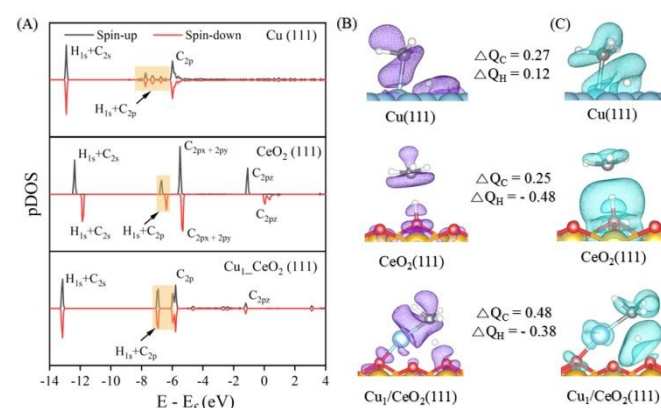 (A)
Spin-up Spin-down
Cu (111)
H1s+C2s
C2p
H1s+C2p
CeO2 (111)
H1s+C2s
H1s+C2p
C2px + 2py
C2px + 2py
C2pz
C2pz
H1s+C2s
Cu1_CeO2 (111)
H1s+C2s
C2p
C2pz
H1s+C2p
pDOS
-14 -12 -10 -8 -6 -4 -2 0 2 4
E - Ef (eV)
(B)
△QC = 0.27
△QH = 0.12
Cu(111)
△QC = 0.25
△QH = - 0.48
CeO2(111)
△QC = 0.48
△QH = - 0.38
Cu1/CeO2(111)
(C)
Cu(111)
CeO2(111)
Cu1/CeO2(111)